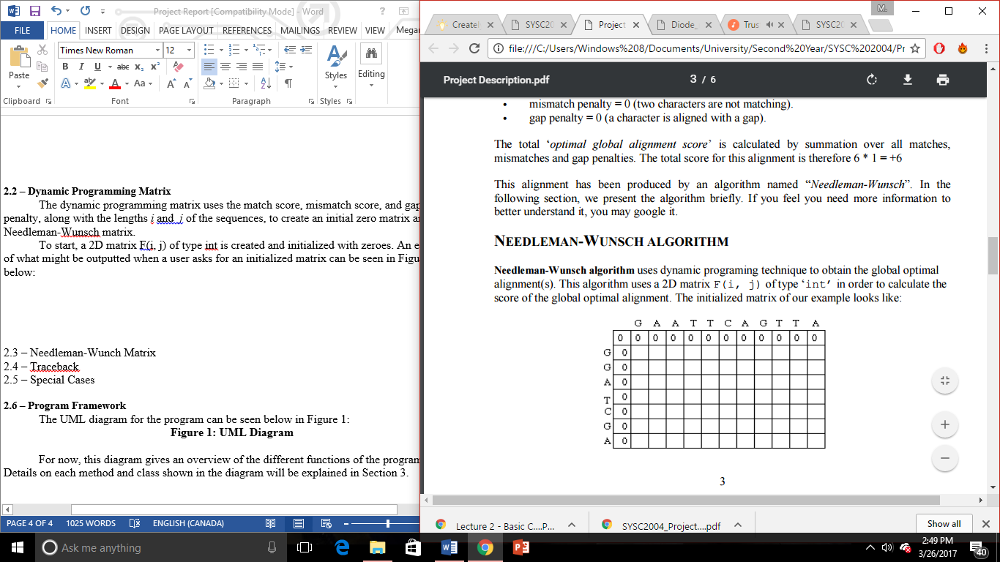 Project Report [Compatibility Mode] - Word
?
FILE HOME INSERT DESIGN PAGE LAYOUT REFERENCES MAILINGS REVIEW VIEW Megan
Times New Roman 12
Paste
B I U abc x₂ x²
A aby A Aa A A
Styles Editing
Clipboard Font Paragraph Styles
2.2 – Dynamic Programming Matrix
The dynamic programming matrix uses the match score, mismatch score, and gap
penalty, along with the lengths i and j of the sequences, to create an initial zero matrix a
Needleman-Wunsch matrix.
To start, a 2D matrix F(i, j) of type int is created and initialized with zeroes. An e
of what might be outputted when a user asks for an initialized matrix can be seen in Figu
below:
2.3 – Needleman-Wunch Matrix
2.4 – Traceback
2.5 – Special Cases
2.6 – Program Framework
The UML diagram for the program can be seen below in Figure 1:
Figure 1: UML Diagram
For now, this diagram gives an overview of the different functions of the program
Details on each method and class shown in the diagram will be explained in Section 3.
PAGE 4 OF 4 1025 WORDS ENGLISH (CANADA)
M.
Createl SYSC20 Project Diode_ Trus SYSC20
file:///C:/Users/Windows%208/Documents/University/Second%20Year/SYSC%202004/Pr
Project Description.pdf 3 / 6
• mismatch penalty = 0 (two characters are not matching).
• gap penalty = 0 (a character is aligned with a gap).
The total ‘optimal global alignment score’ is calculated by summation over all matches,
mismatches and gap penalties. The total score for this alignment is therefore 6 * 1 = +6
This alignment has been produced by an algorithm named “Needleman-Wunsch”. In the
following section, we present the algorithm briefly. If you feel you need more information to
better understand it, you may google it.
NEEDLEMAN-WUNSCH ALGORITHM
Needleman-Wunsch algorithm uses dynamic programing technique to obtain the global optimal
alignment(s). This algorithm uses a 2D matrix F(i, j) of type ‘int’ in order to calculate the
score of the global optimal alignment. The initialized matrix of our example looks like:
G A A T T C A G T T A
0 0 0 0 0 0 0 0 0 0 0 0
G 0
G 0
A 0
T 0
C 0
G 0
A 0
3
Lecture 2 - Basic C....P... SYSC2004_Project....pdf Show all
Ask me anything
2:49 PM
3/26/2017
40